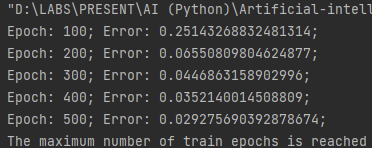 "D:\LABS\PRESENT\AI (Python)\Artificial-intell
Epoch: 100; Error: 0.25143268832481314;
Epoch: 200; Error: 0.06550809804624877;
Epoch: 300; Error: 0.0446863158902996;
Epoch: 400; Error: 0.0352140014508809;
Epoch: 500; Error: 0.029275690392878674;
The maximum number of train epochs is reached